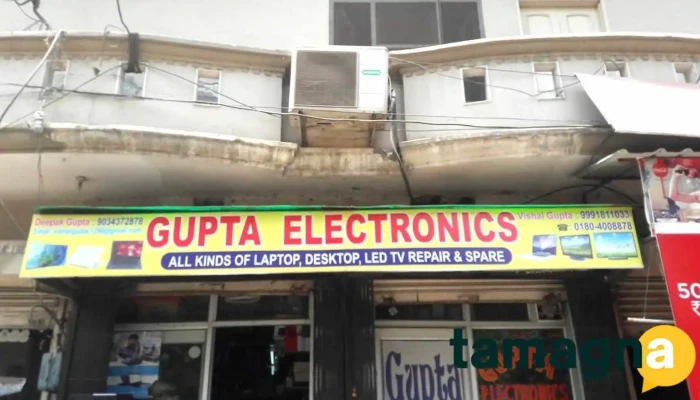 Deepak Gupta : 9034372878
GUPTA ELECTRONICS
Vishal Gupta : 9991811033
☎: 0180-4008878
ALL KINDS OF LAPTOP, DESKTOP, LED TV REPAIR & SPARE
Gupta
ELECTRONICS
50
₹
tamagna